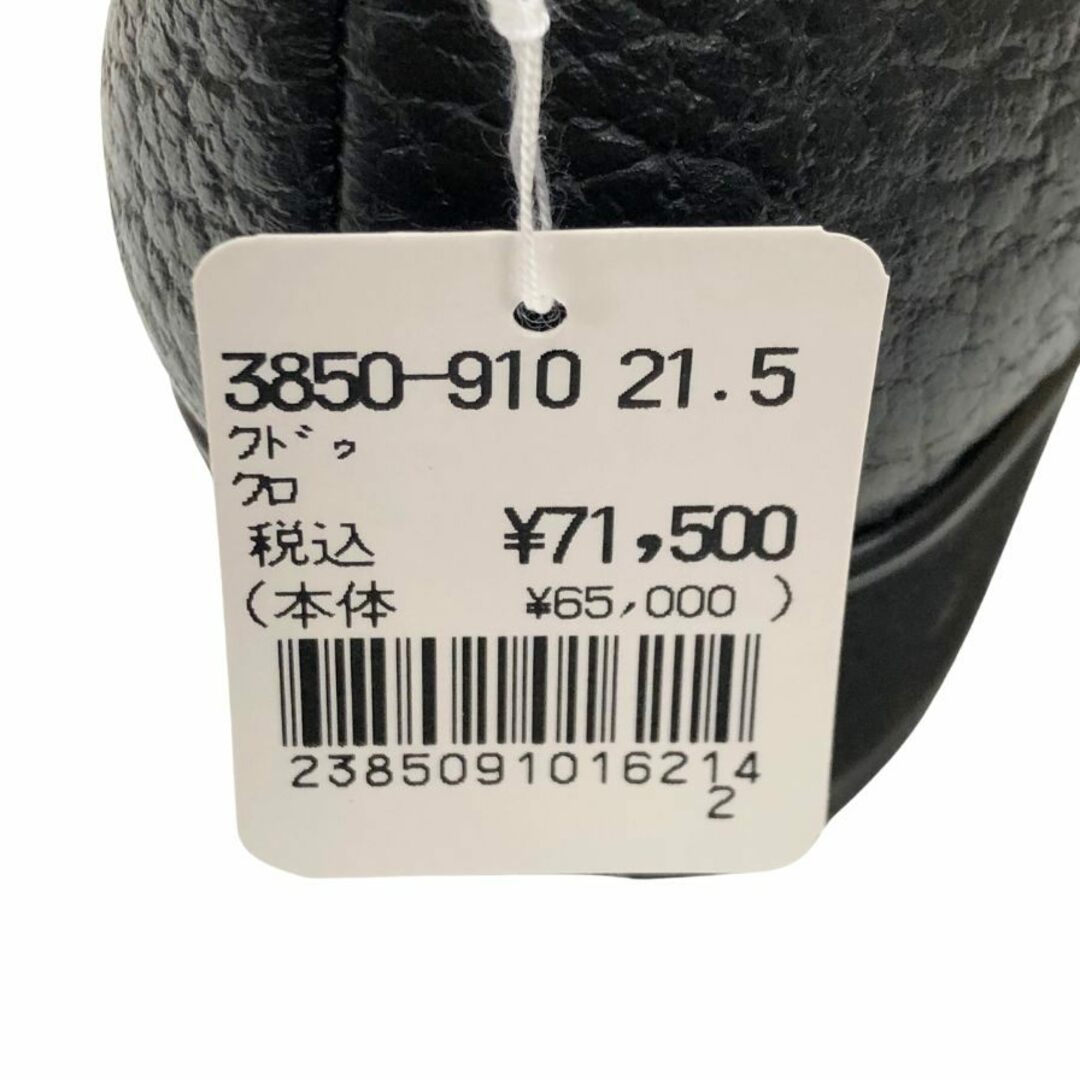 3850-910 21.5
クドゥ
クロ
税込 ¥71,500
(本体 ¥65,000 )
2385091016214
2